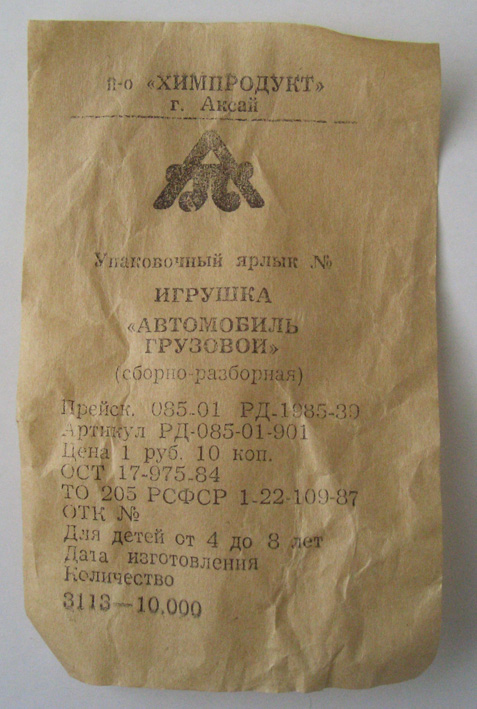 п-о «ХИМПРОДУКТ»
г. Аксай
Упаковочный ярлык №
ИГРУШКА
«АВТОМОБИЛЬ
ГРУЗОВОЙ»
(сборно-разборная)
Прейск. 085-01 РД-1985-39
Артикул РД-085-01-901
Цена 1 руб. 10 коп.
ОСТ 17-975-84
ТО 205 РСФСР 1-22-109-87
ОТК №
Для детей от 4 до 8 лет
Дата изготовления
Количество
3113—10.000